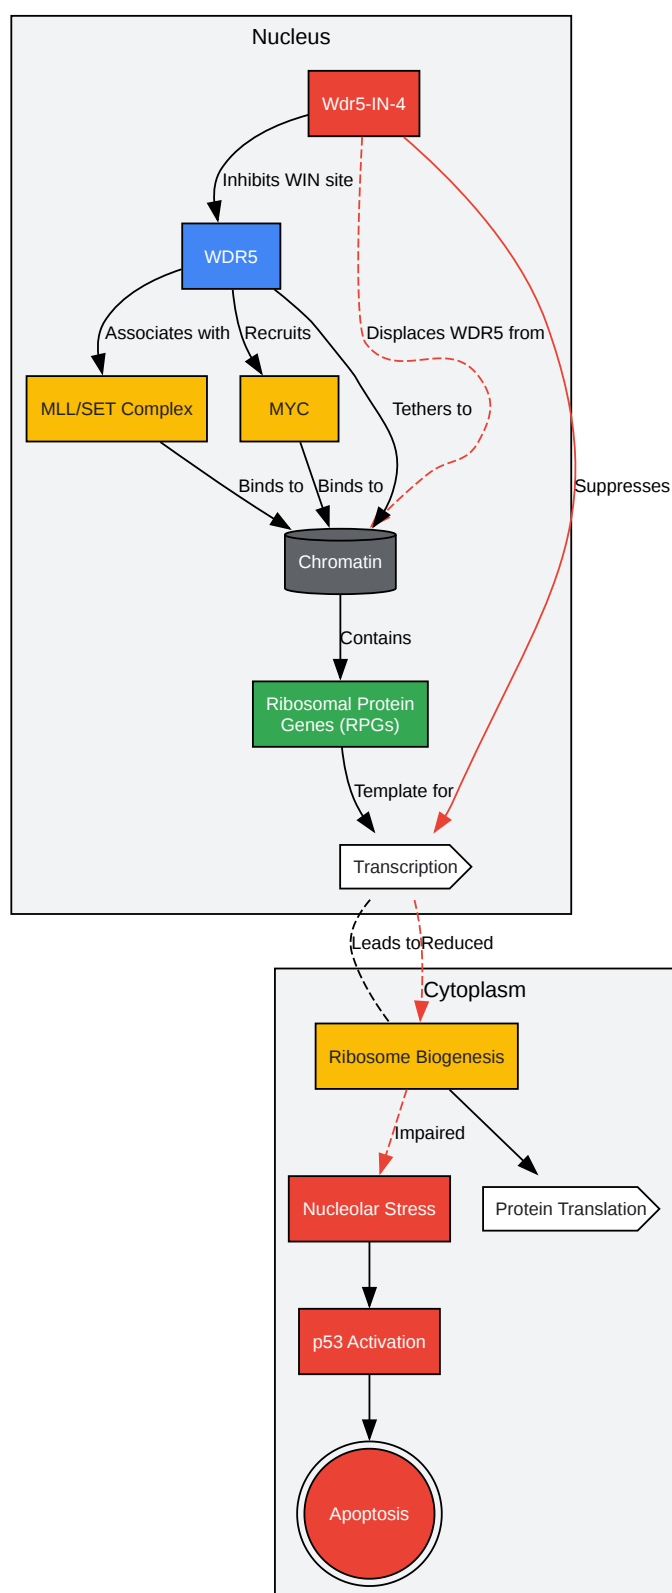 Nucleus
Wdr5-IN-4
Inhibits WIN site
WDR5
Associates with
Recruits
Displaces WDR5 from
MLL/SET Complex
MYC
Tethers to
Binds to
Binds to
Suppresses
Chromatin
Contains
Ribosomal Protein
Genes (RPGs)
Template for
Transcription
Leads to
Reduced
Cytoplasm
Ribosome Biogenesis
Impaired
Nucleolar Stress
Protein Translation
p53 Activation
Apoptosis